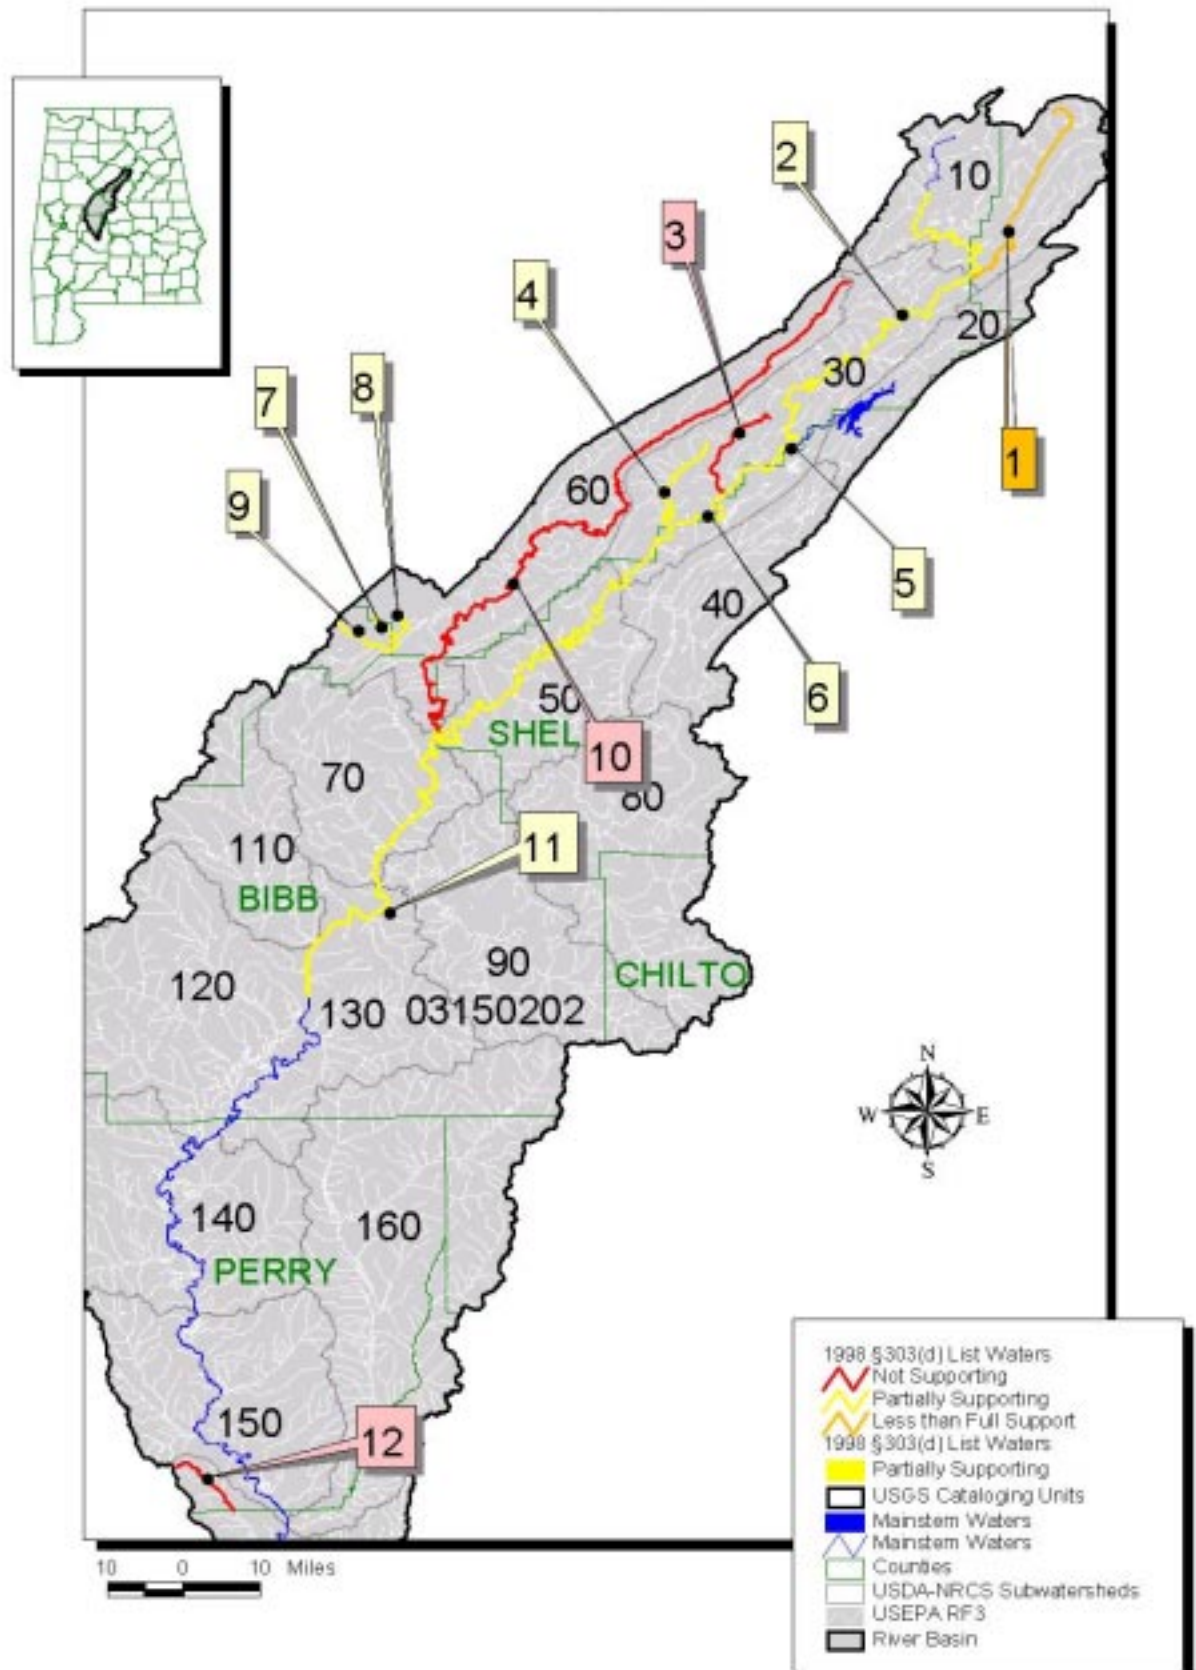 10
2
3
4
20
30
8
7
1
60
9
5
40
6
50
SHEL
10
70
80
11
110
BIBB
90
CHILTO
120
130
03150202
N
W
E
S
140
160
PERRY
150
12
10 0 10 Miles
1998 §303(d) List Waters
Not Supporting
Partially Supporting
Less than Full Support
1998 §303(d) List Waters
Partially Supporting
USGS Cataloging Units
Mainstem Waters
Mainstem Waters
Counties
USDA-NRCS Subwatersheds
USEPA RF3
River Basin